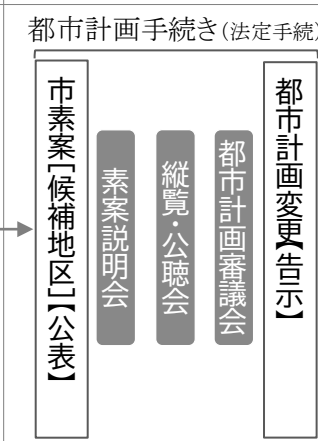 都市計画手続き(法定手続)
市素案[候補地区]【公表】
素案説明会
縦覧・公聴会
都市計画審議会
都市計画変更【告示】